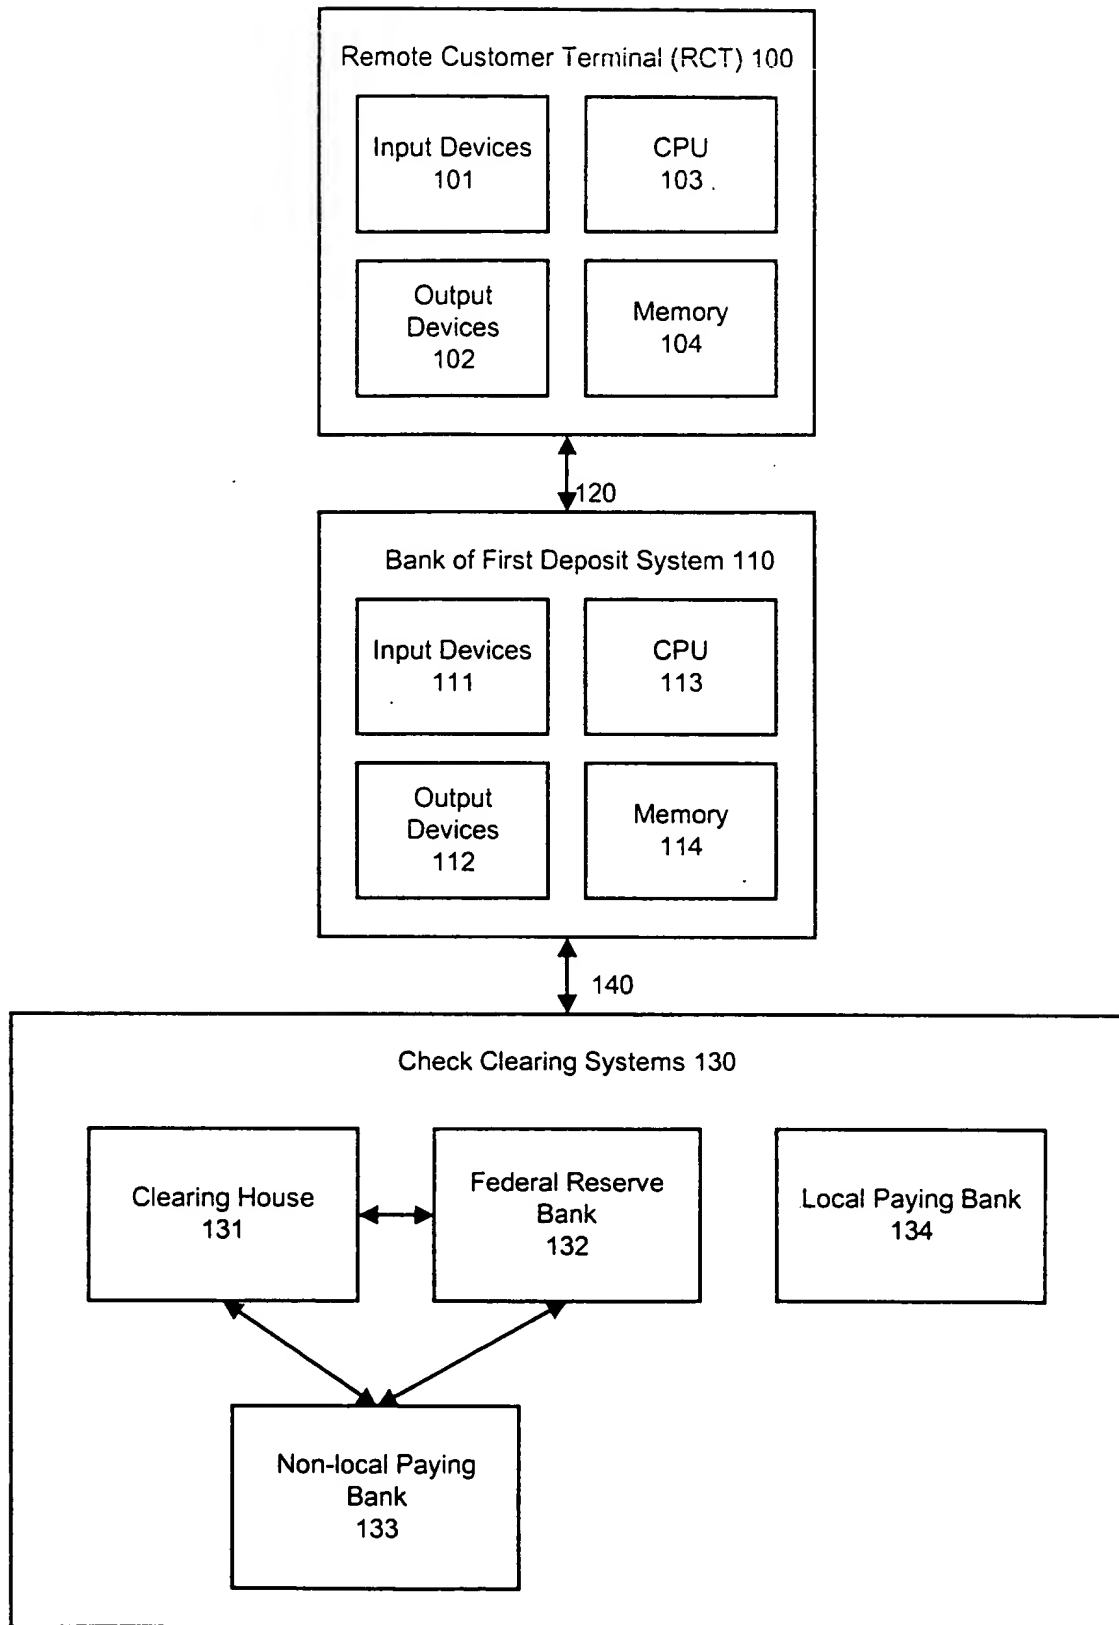 Remote Customer Terminal (RCT) 100
Input Devices
101
CPU
103
Output
Devices
102
Memory
104
120
Bank of First Deposit System 110
Input Devices
111
CPU
113
Output
Devices
112
Memory
114
140
Check Clearing Systems 130
Clearing House
131
Federal Reserve
Bank
132
Local Paying Bank
134
Non-local Paying
Bank
133